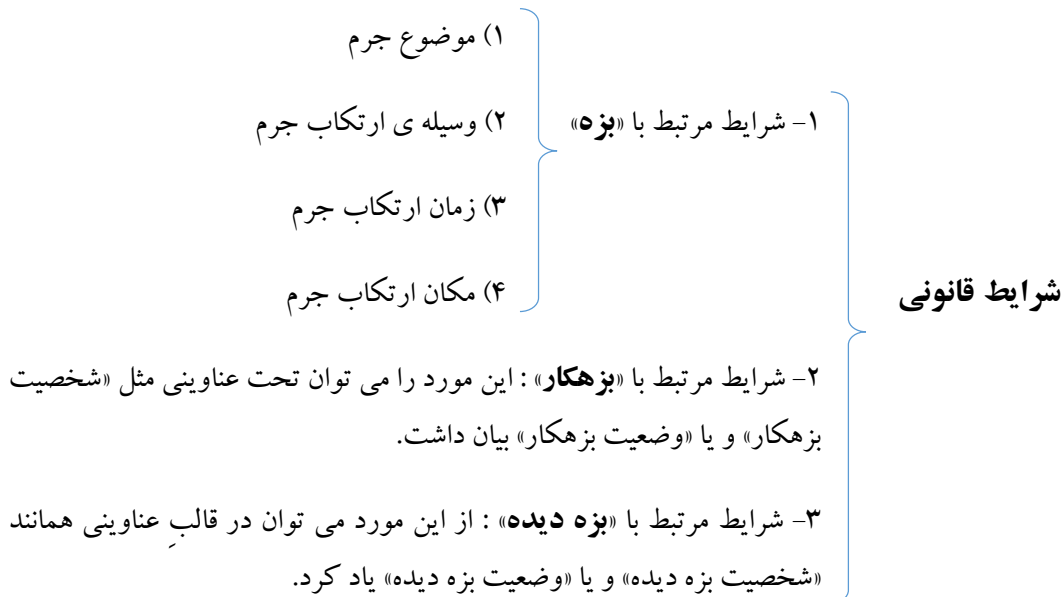 شرایط قانونی
۱- شرایط مرتبط با «بزه»
۱) موضوع جرم
۲) وسیله ی ارتکاب جرم
۳) زمان ارتکاب جرم
۴) مکان ارتکاب جرم
۲- شرایط مرتبط با «بزهکار» : این مورد را می توان تحت عناوینی مثل «شخصیت
بزهکار» و یا «وضعیت بزهکار» بیان داشت.
۳- شرایط مرتبط با «بزه دیده» : از این مورد می توان در قالبِ عناوینی همانند
«شخصیت بزه دیده» و یا «وضعیت بزه دیده» یاد کرد.